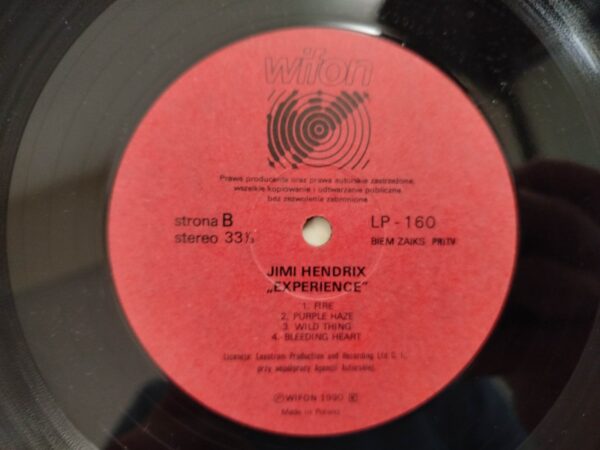 wifon
Prawa producenta oraz prawa autorskie zastrzeżone,
wszelkie kopiowanie i odtwarzanie publiczne
bez zezwolenia zabronione
strona B
LP - 160
stereo 33⅓
BIEM ZAIKS PRiTV
JIMI HENDRIX
„EXPERIENCE"
1. FIRE
2. PURPLE HAZE
3. WILD THING
4. BLEEDING HEART
Licencja: Production and Recording Ltd
przy współpracy Agencji Autorskiej
Ⓟ WIFON 1990
Made in Poland